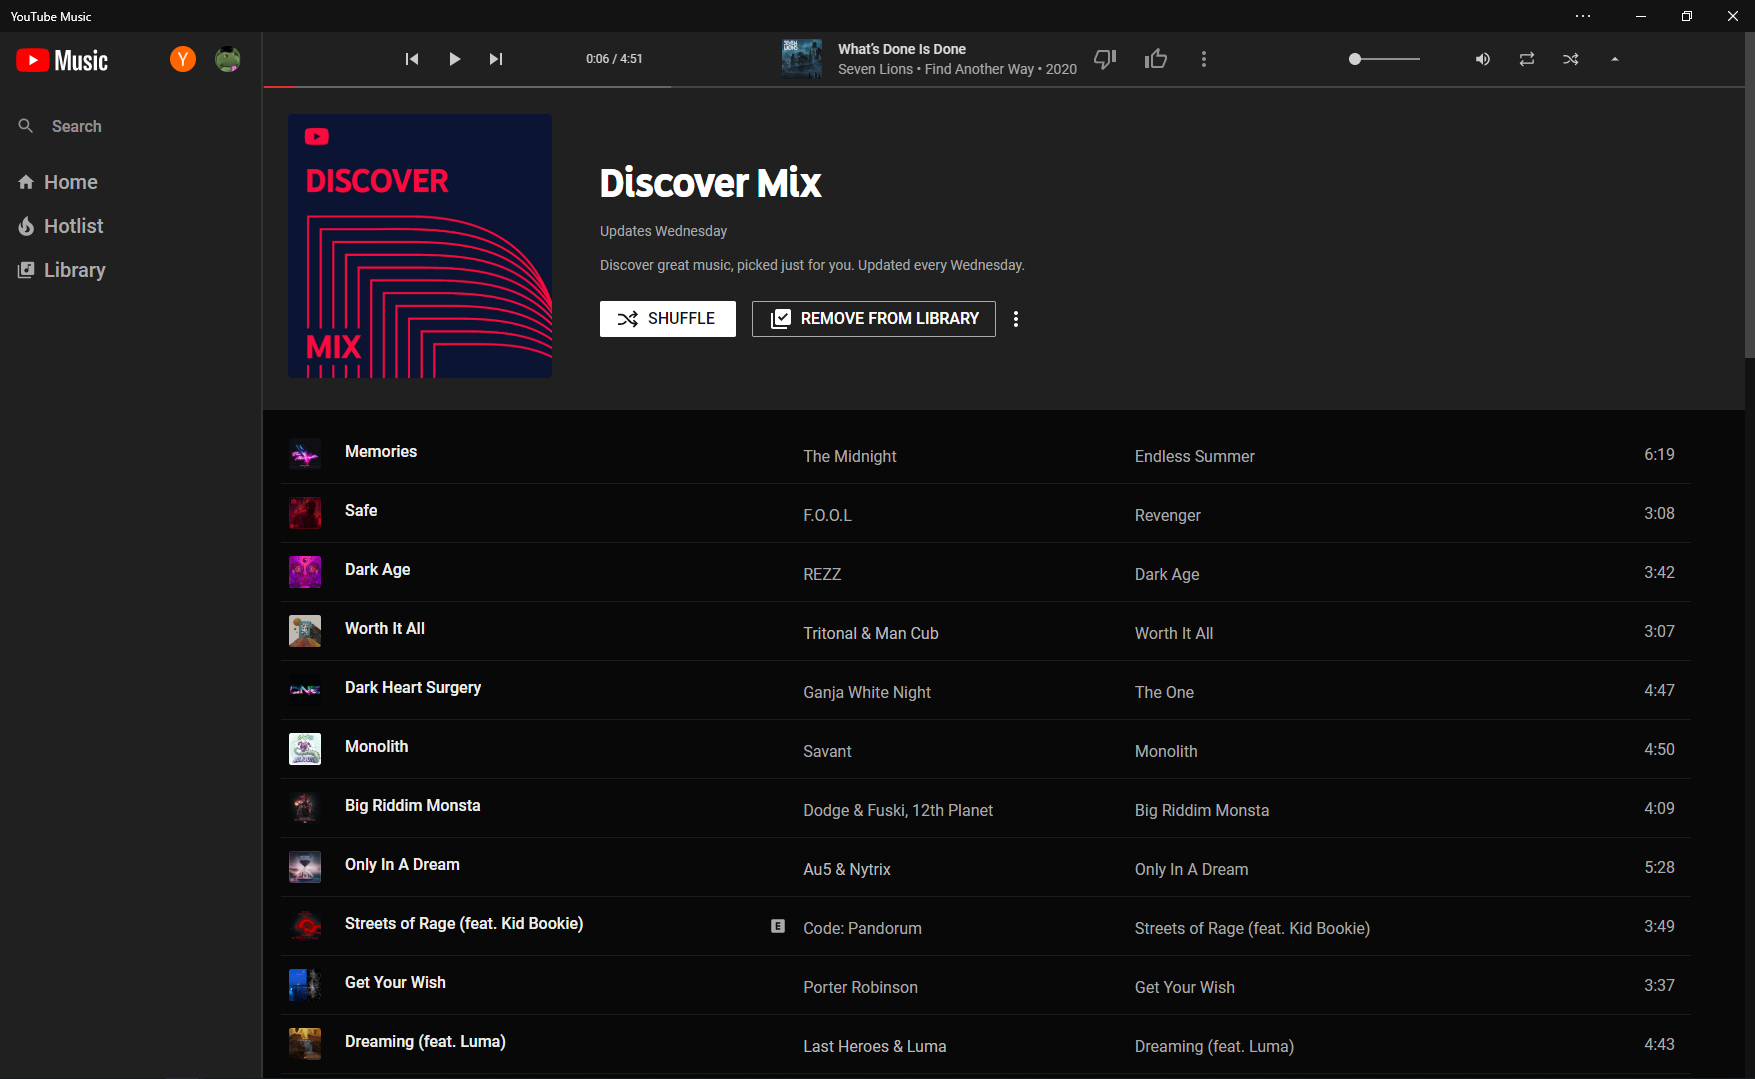 YouTube Music
Music
Y
0:06 / 4:51
What's Done Is Done
Seven Lions • Find Another Way • 2020
Search
Home
Hotlist
Library
DISCOVER
MIX
Discover Mix
Updates Wednesday
Discover great music, picked just for you. Updated every Wednesday.
SHUFFLE
REMOVE FROM LIBRARY
Memories The Midnight Endless Summer 6:19
Safe F.O.O.L Revenger 3:08
Dark Age REZZ Dark Age 3:42
Worth It All Tritonal & Man Cub Worth It All 3:07
Dark Heart Surgery Ganja White Night The One 4:47
Monolith Savant Monolith 4:50
Big Riddim Monsta Dodge & Fuski, 12th Planet Big Riddim Monsta 4:09
Only In A Dream Au5 & Nytrix Only In A Dream 5:28
Streets of Rage (feat. Kid Bookie) E Code: Pandorum Streets of Rage (feat. Kid Bookie) 3:49
Get Your Wish Porter Robinson Get Your Wish 3:37
Dreaming (feat. Luma) Last Heroes & Luma Dreaming (feat. Luma) 4:43